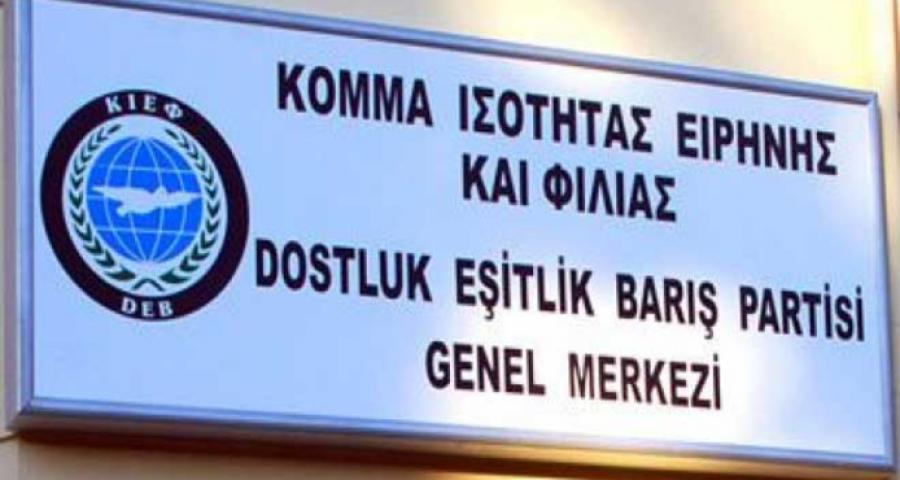 ΚΙΕΦ
ΚΟΜΜΑ ΙΣΟΤΗΤΑΣ ΕΙΡΗΝΗΣ
ΚΑΙ ΦΙΛΙΑΣ
DEB
DOSTLUK EŞİTLİK BARIŞ PARTİSİ
GENEL MERKEZİ